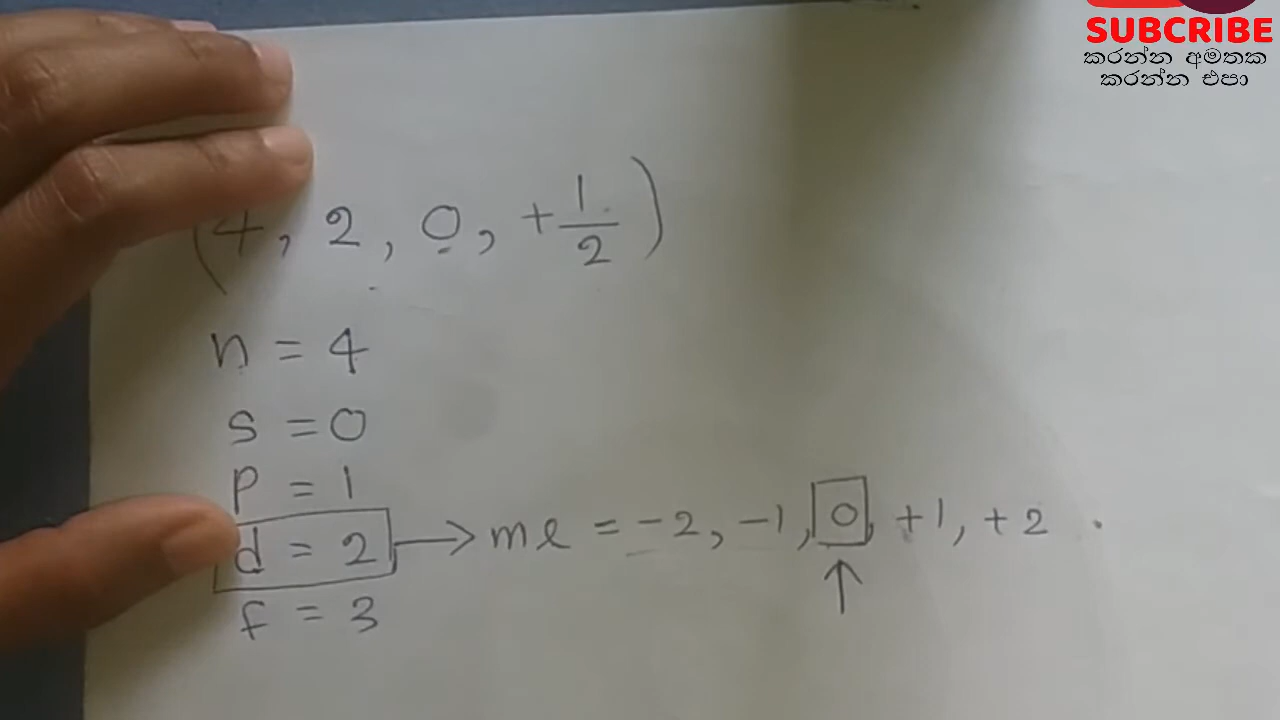 SUBCRIBE
කරන්න අමතක
කරන්න එපා
(4, 2, 0, +1/2)
n = 4
s = 0
p = 1
d = 2 → ml = -2, -1, 0, +1, +2 .
↑
f = 3